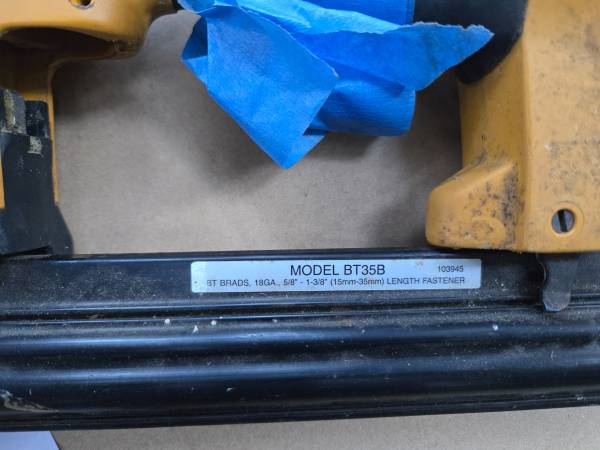 MODEL BT35B 103945
BT BRADS, 18GA., 5/8" - 1-3/8" (15mm-35mm) LENGTH FASTENER